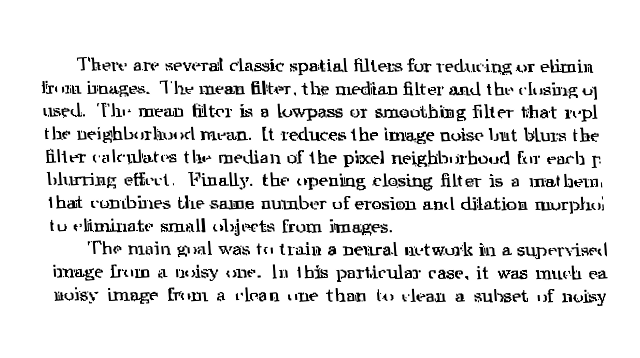 There are several classic spatial filters for reducing or elimin
from images. The mean filter, the median filter and the closing
used. The mean filter is a lowpass or smoothing filter that repl
the neighborhood mean. It reduces the image noise but blurs the
filter calculates the median of the pixel neighborhood for each
blurring effect. Finally, the opening closing filter is a mathem
that combines the same number of erosion and dilation morpho
to eliminate small objects from images.
The main goal was to train a neural network in a supervised
image from a noisy one. In this particular case, it was much ea
noisy image from a clean one than to clean a subset of noisy